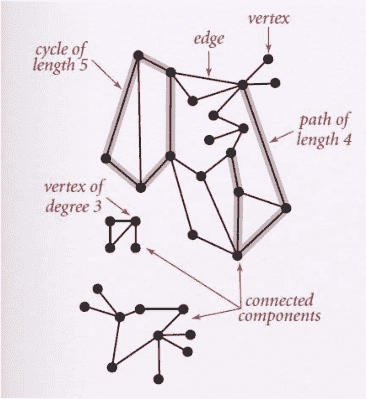 vertex
edge
cycle of
length 5
path of
length 4
vertex of
degree 3
connected
components